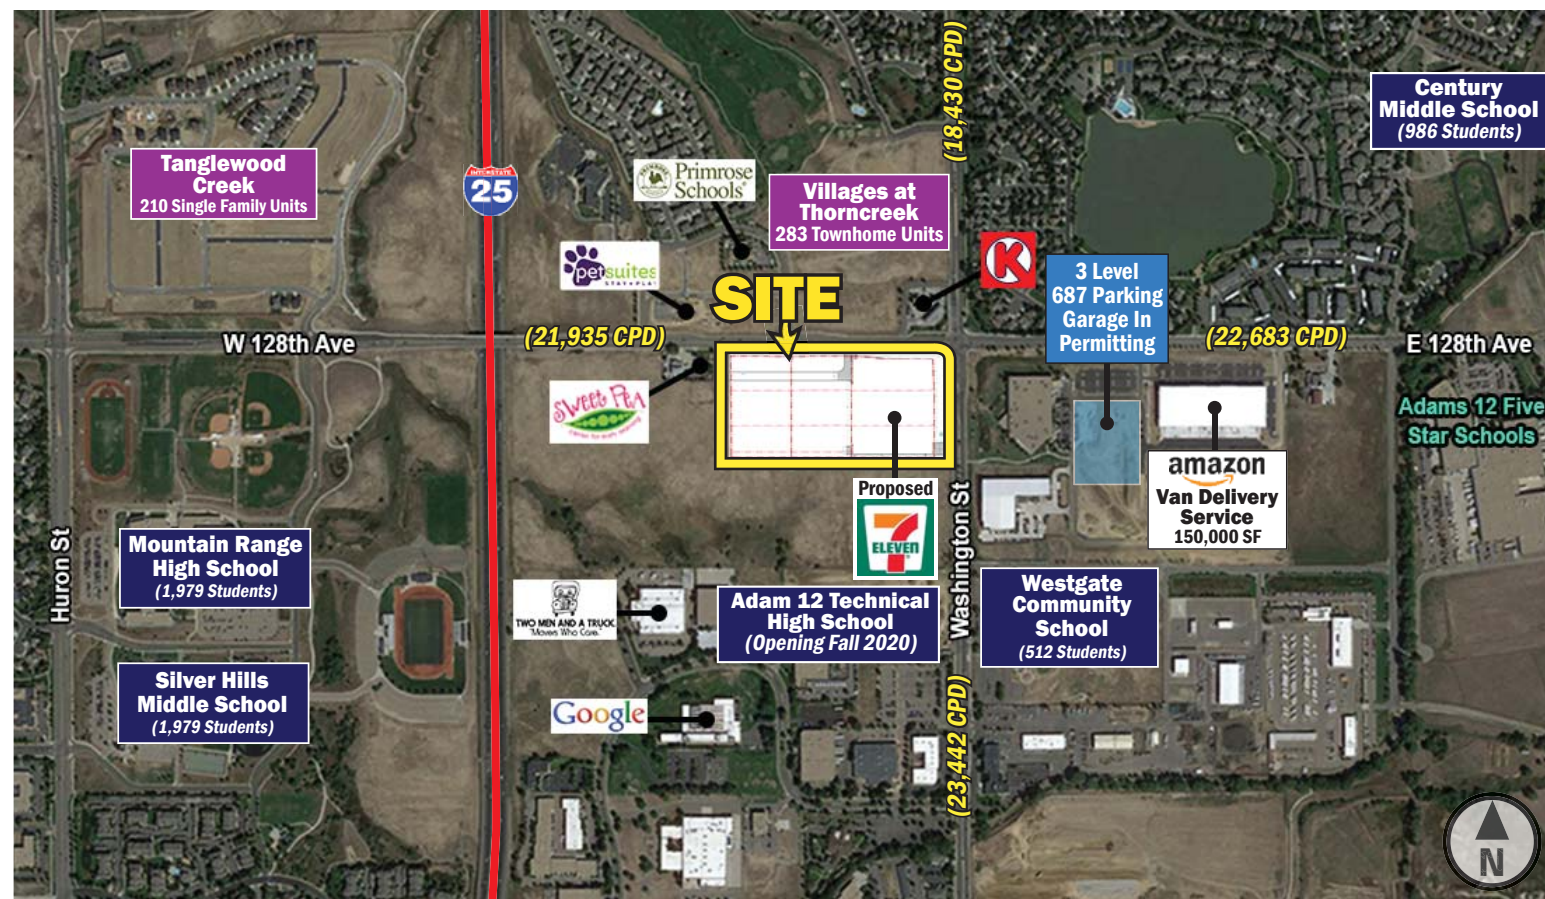 (18,430 CPD)
Century
Middle School
(986 Students)
Tanglewood
Creek
210 Single Family Units
INTERSTATE
25
Primrose
Schools
Villages at
Thorncreek
283 Townhome Units
petsuites
STAY • PLAY
K
SITE
3 Level
687 Parking
Garage In
Permitting
W 128th Ave
(21,935 CPD)
(22,683 CPD)
E 128th Ave
Sweet Pea
Adams 12 Five
Star Schools
amazon
Van Delivery
Service
150,000 SF
Proposed
7
ELEVEN
Huron St
Washington St
Mountain Range
High School
(1,979 Students)
TWO MEN AND A TRUCK.
"Movers Who Care."
Adam 12 Technical
High School
(Opening Fall 2020)
Westgate
Community
School
(512 Students)
Silver Hills
Middle School
(1,979 Students)
Google
(23,442 CPD)
N